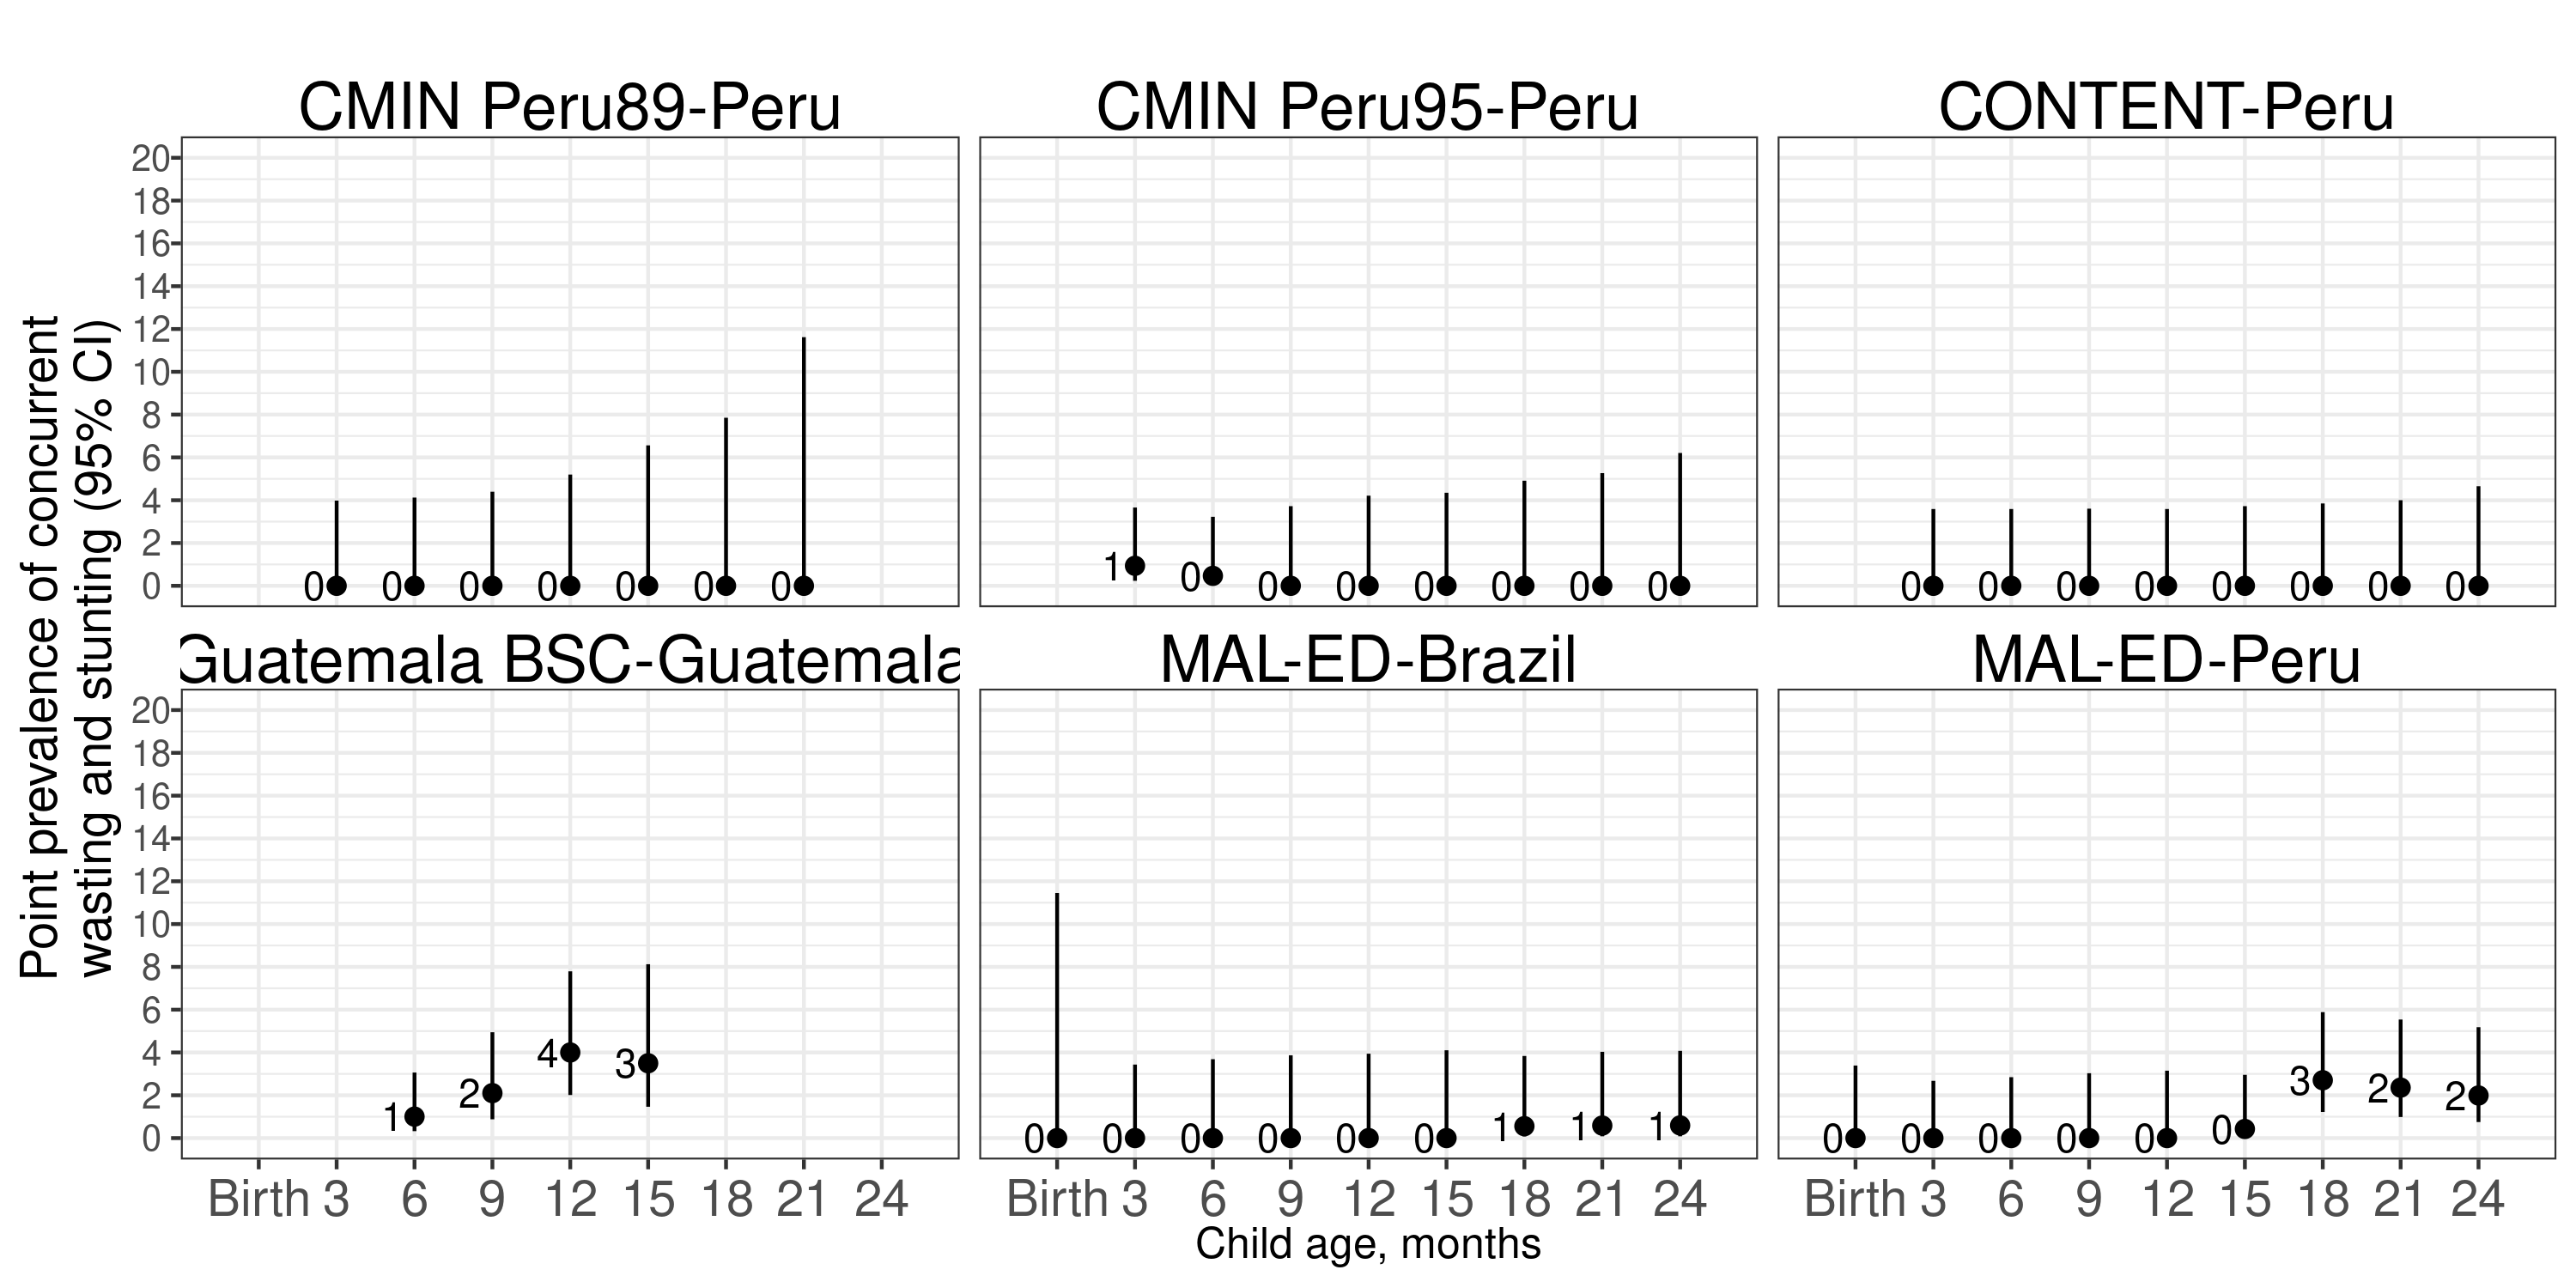 CMIN Peru89-Peru
CMIN Peru95-Peru
CONTENT-Peru
Point prevalence of concurrent
wasting and stunting (95% CI)
20
18
16
14
12
10
8
6
4
2
0
0 0 0 0 0 0 0
1 0 0 0 0 0 0 0
0 0 0 0 0 0 0 0
Guatemala BSC-Guatemala
MAL-ED-Brazil
MAL-ED-Peru
20
18
16
14
12
10
8
6
4
2
0
1 2 4 3
0 0 0 0 0 0 1 1 1
0 0 0 0 0 0 3 2 2
Birth 3 6 9 12 15 18 21 24
Birth 3 6 9 12 15 18 21 24
Birth 3 6 9 12 15 18 21 24
Child age, months